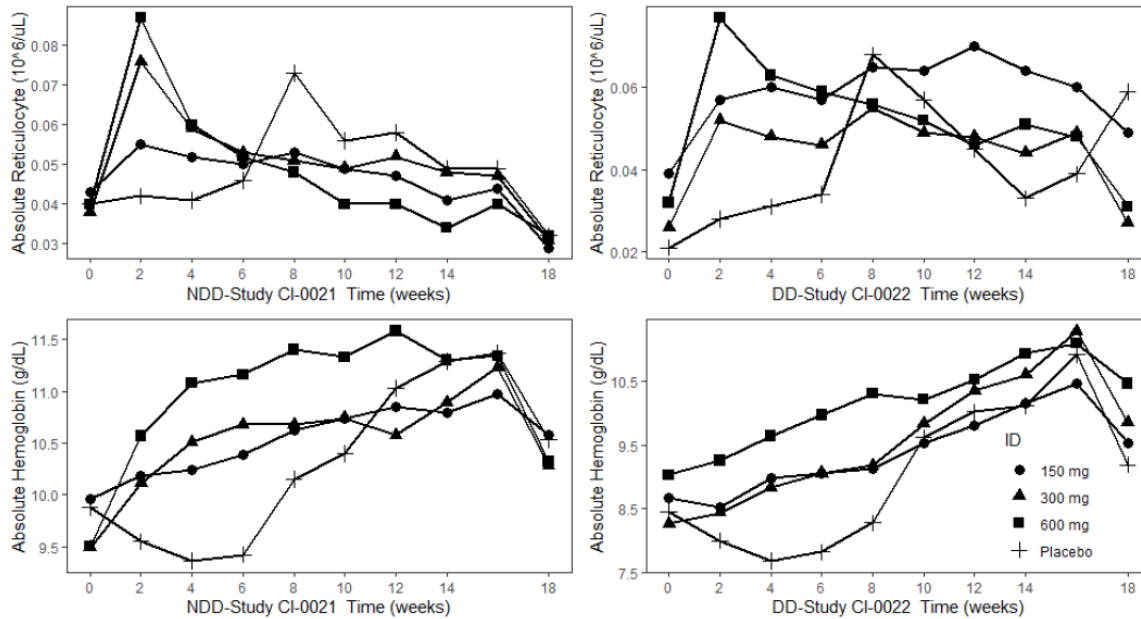 Absolute Reticulocyte (10^6/uL)
0.08
0.07
0.06
0.05
0.04
0.03
0 2 4 6 8 10 12 14 18
NDD-Study CI-0021 Time (weeks)
Absolute Reticulocyte (10^6/uL)
0.06
0.04
0.02
0 2 4 6 8 10 12 14 18
DD-Study CI-0022 Time (weeks)
Absolute Hemoglobin (g/dL)
11.5
11.0
10.5
10.0
9.5
0 2 4 6 8 10 12 14 18
NDD-Study CI-0021 Time (weeks)
Absolute Hemoglobin (g/dL)
10.5
9.5
8.5
7.5
0 2 4 6 8 10 12 14 18
DD-Study CI-0022 Time (weeks)
ID
150 mg
300 mg
600 mg
Placebo